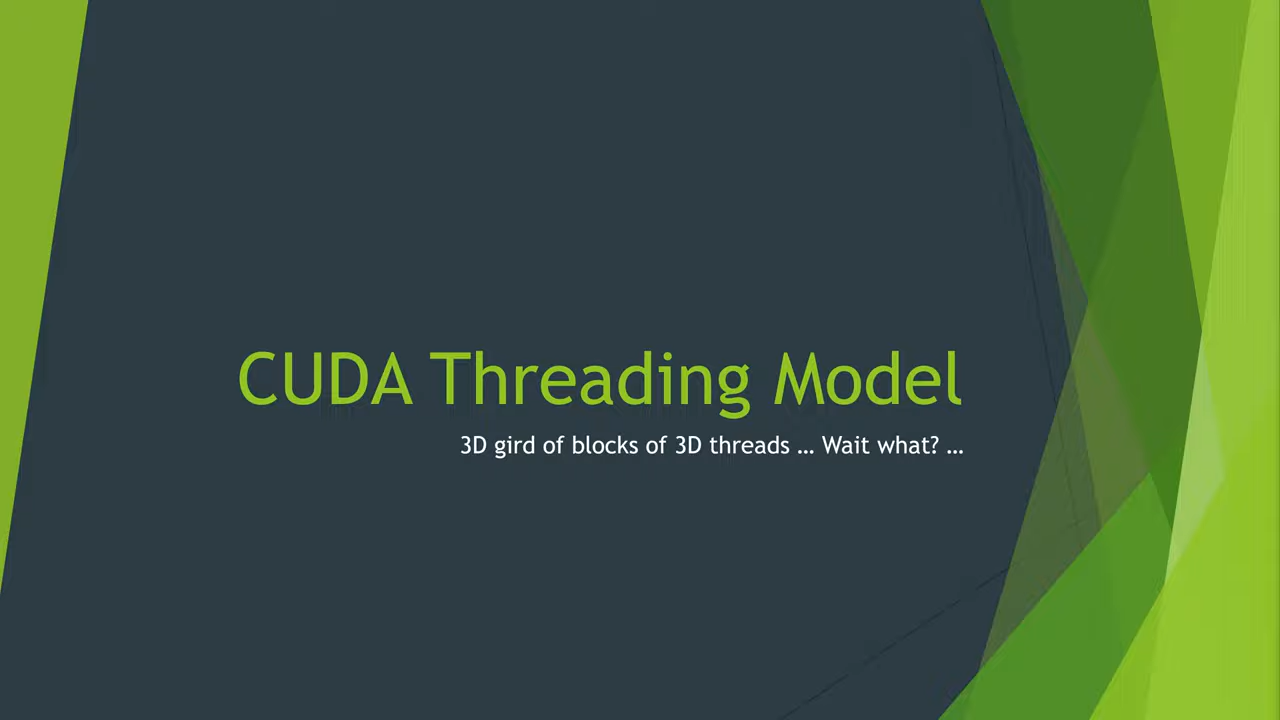 CUDA Threading Model
3D gird of blocks of 3D threads … Wait what? …